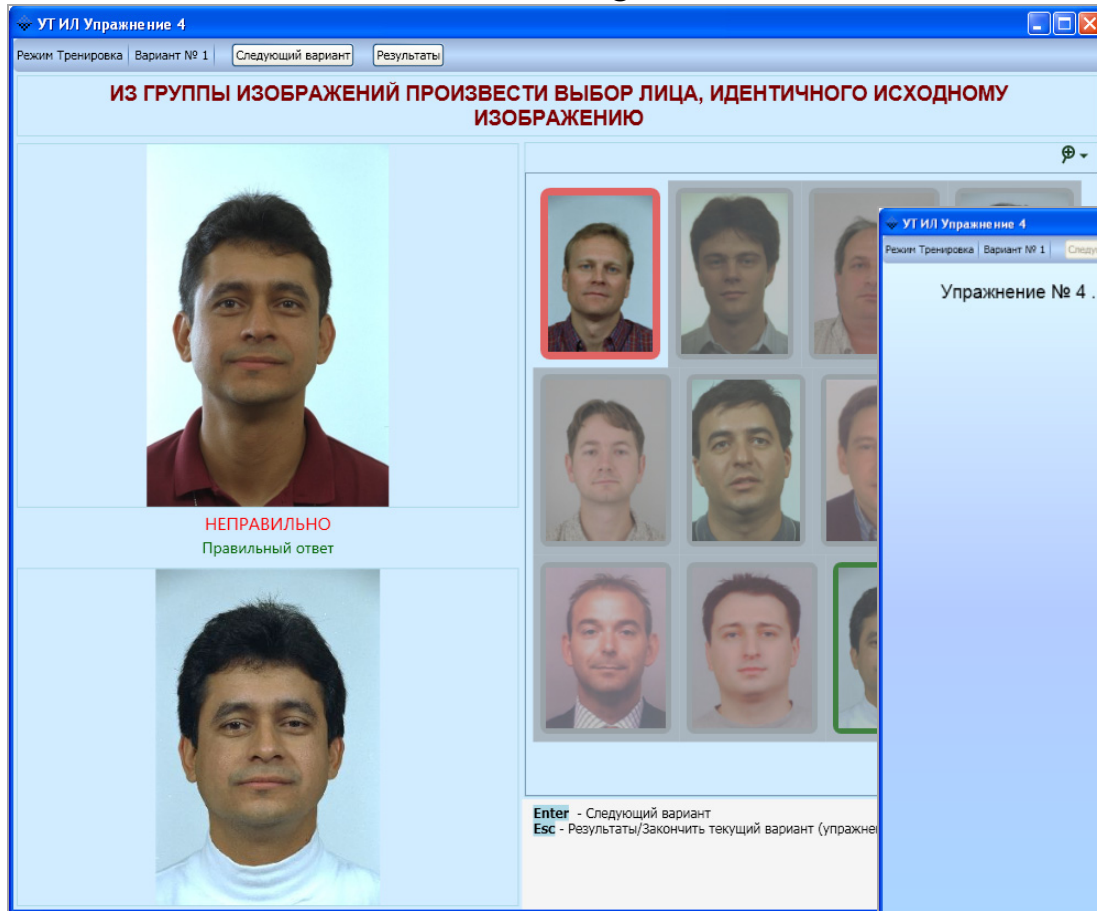 УТ ИЛ Упражнение 4
Режим Тренировка Вариант № 1 Следующий вариант Результаты
ИЗ ГРУППЫ ИЗОБРАЖЕНИЙ ПРОИЗВЕСТИ ВЫБОР ЛИЦА, ИДЕНТИЧНОГО ИСХОДНОМУ
ИЗОБРАЖЕНИЮ
НЕПРАВИЛЬНО
Правильный ответ
Enter - Следующий вариант
Esc - Результаты/Закончить текущий вариант
УТ ИЛ Упражнение 4
Режим Тренировка Вариант № 1
Упражнение № 4 .